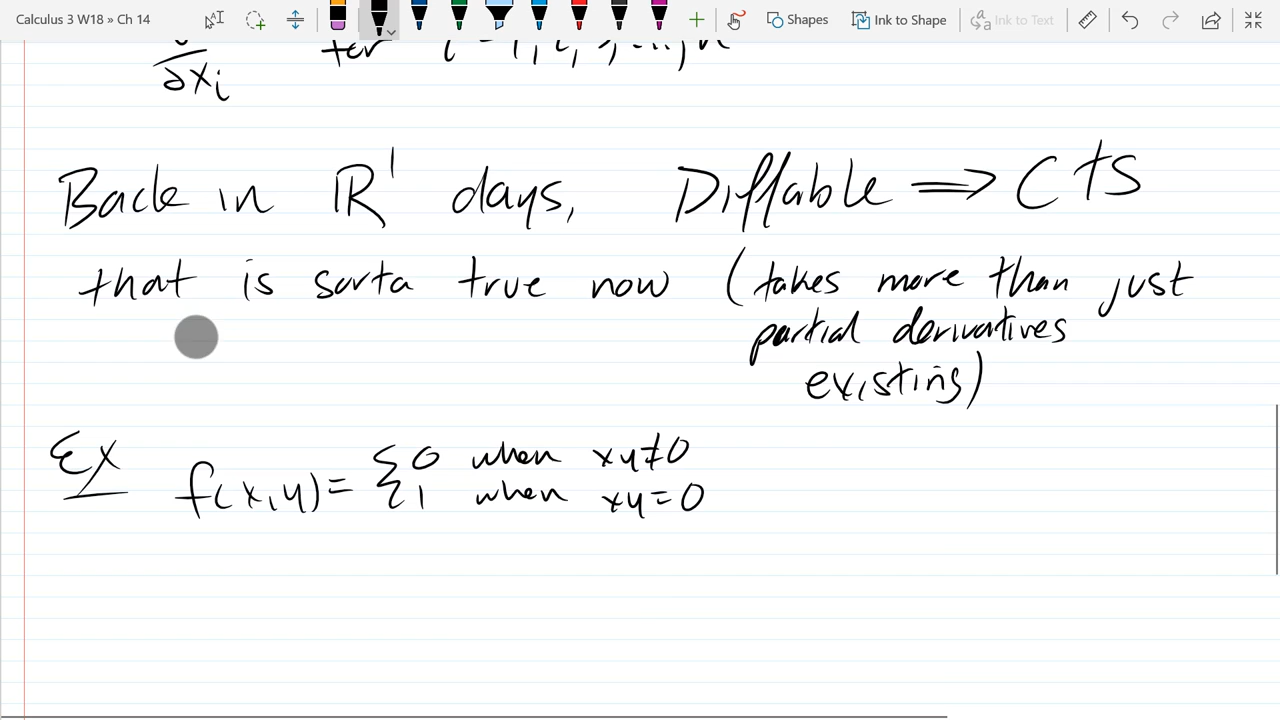 Calculus 3 W18 » Ch 14
Shapes
Ink to Shape
Ink to Text
∂xᵢ
Back in ℝ¹ days, Diffable ⟹ CTS
that is sorta true now (takes more than just
partial derivatives
existing)
Ex
f(x,y) = { 0 when xy≠0
{ 1 when xy=0